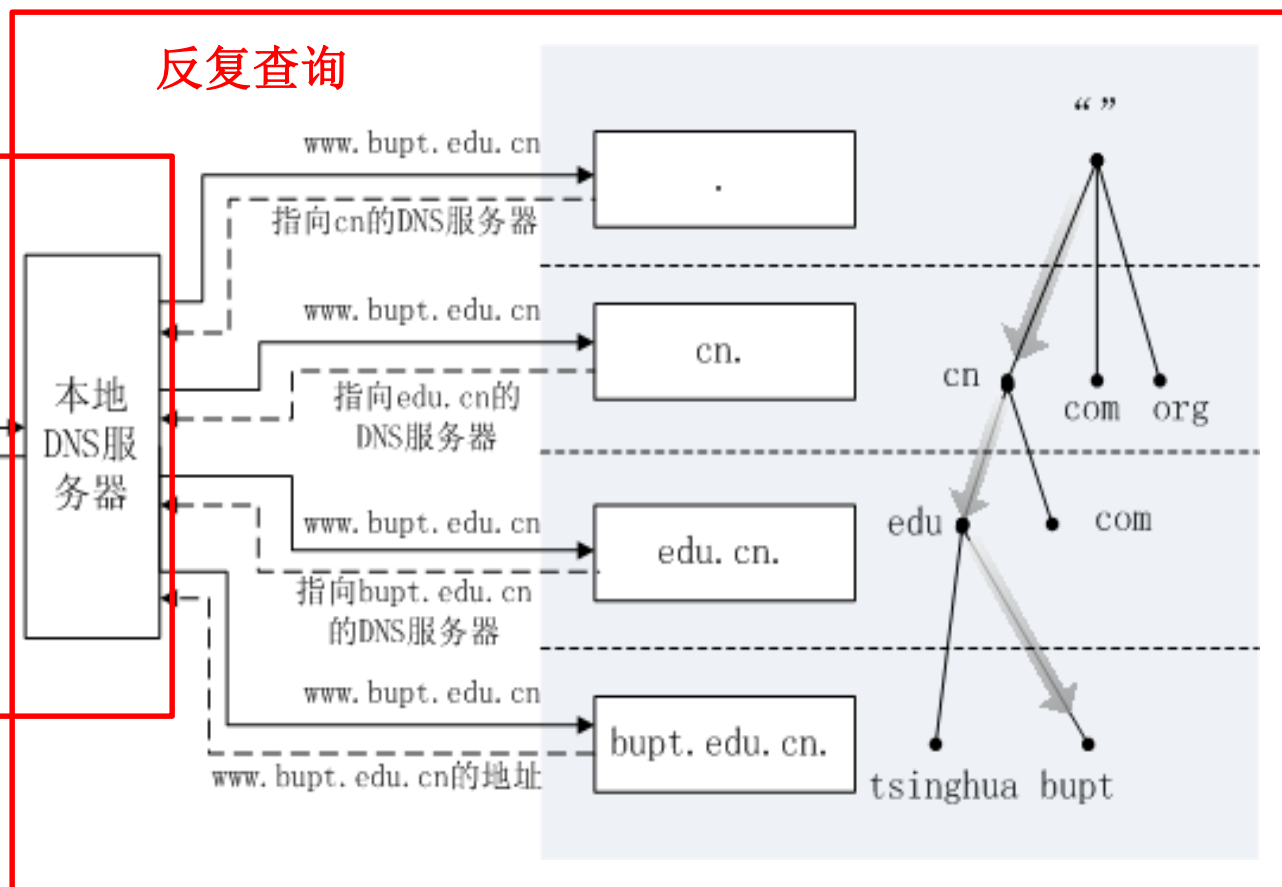 反复查询
“ ”
www.bupt.edu.cn
.
指向cn的DNS服务器
www.bupt.edu.cn
cn.
cn
com org
本地
DNS服
务器
指向edu.cn的
DNS服务器
www.bupt.edu.cn
edu.cn.
edu
com
指向bupt.edu.cn
的DNS服务器
www.bupt.edu.cn
bupt.edu.cn.
www.bupt.edu.cn的地址
tsinghua bupt